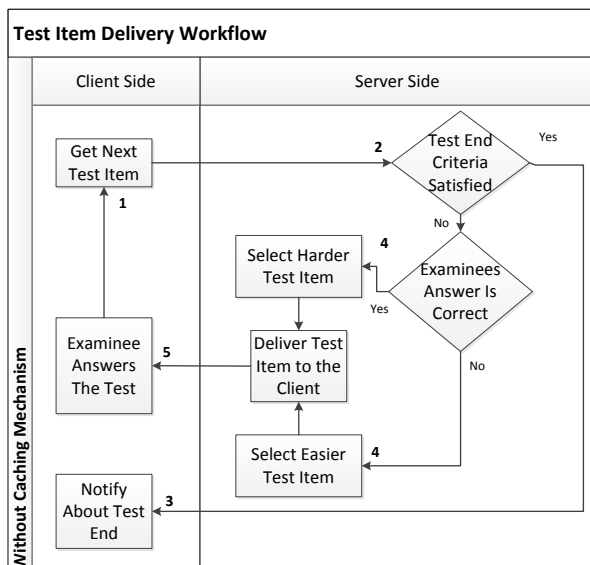 Test Item Delivery Workflow
Client Side
Server Side
Get Next
Test Item
2
Test End
Criteria
Satisfied
Yes
1
No
4
Select Harder
Test Item
Yes
Examinees
Answer Is
Correct
Examinee
Answers
The Test
5
Deliver Test
Item to the
Client
No
Select Easier
Test Item
4
Notify
About Test
End
3
Without Caching Mechanism